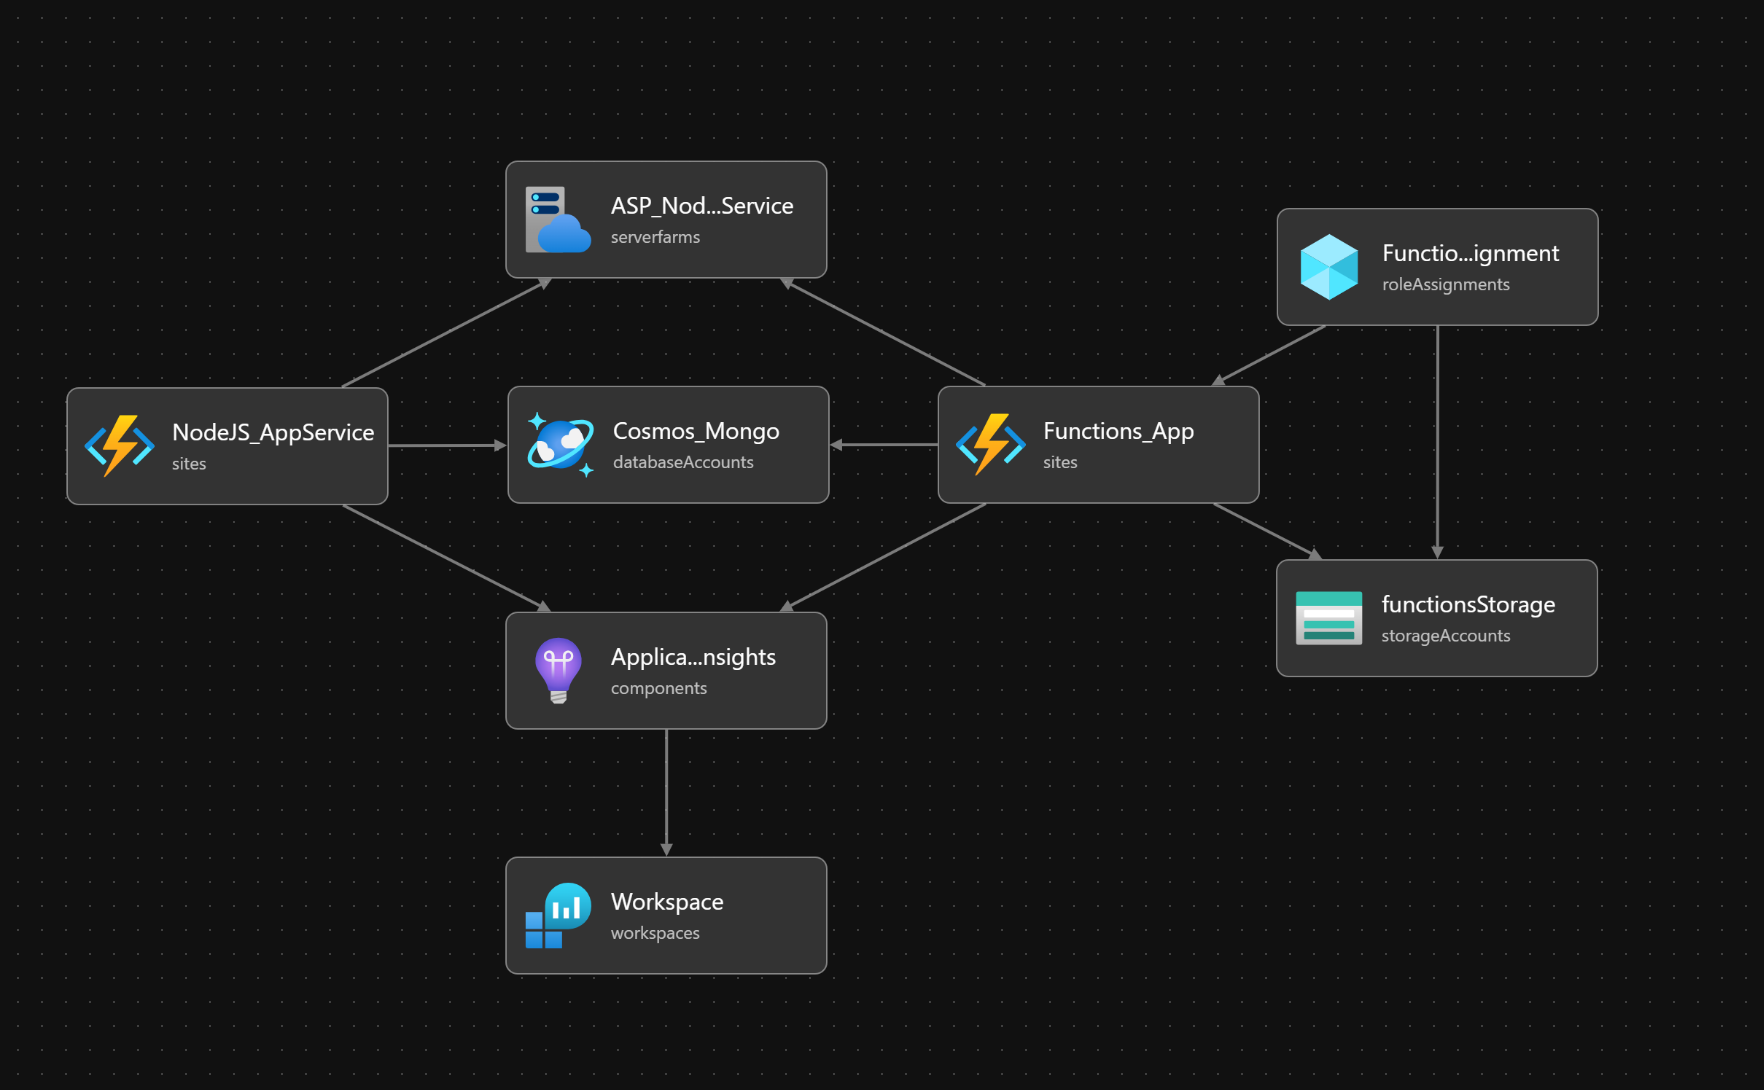 ASP_Nod...Service
serverfarms
Functio...ignment
roleAssignments
NodeJS_AppService
sites
Cosmos_Mongo
databaseAccounts
Functions_App
sites
functionsStorage
storageAccounts
Applica...nsights
components
Workspace
workspaces